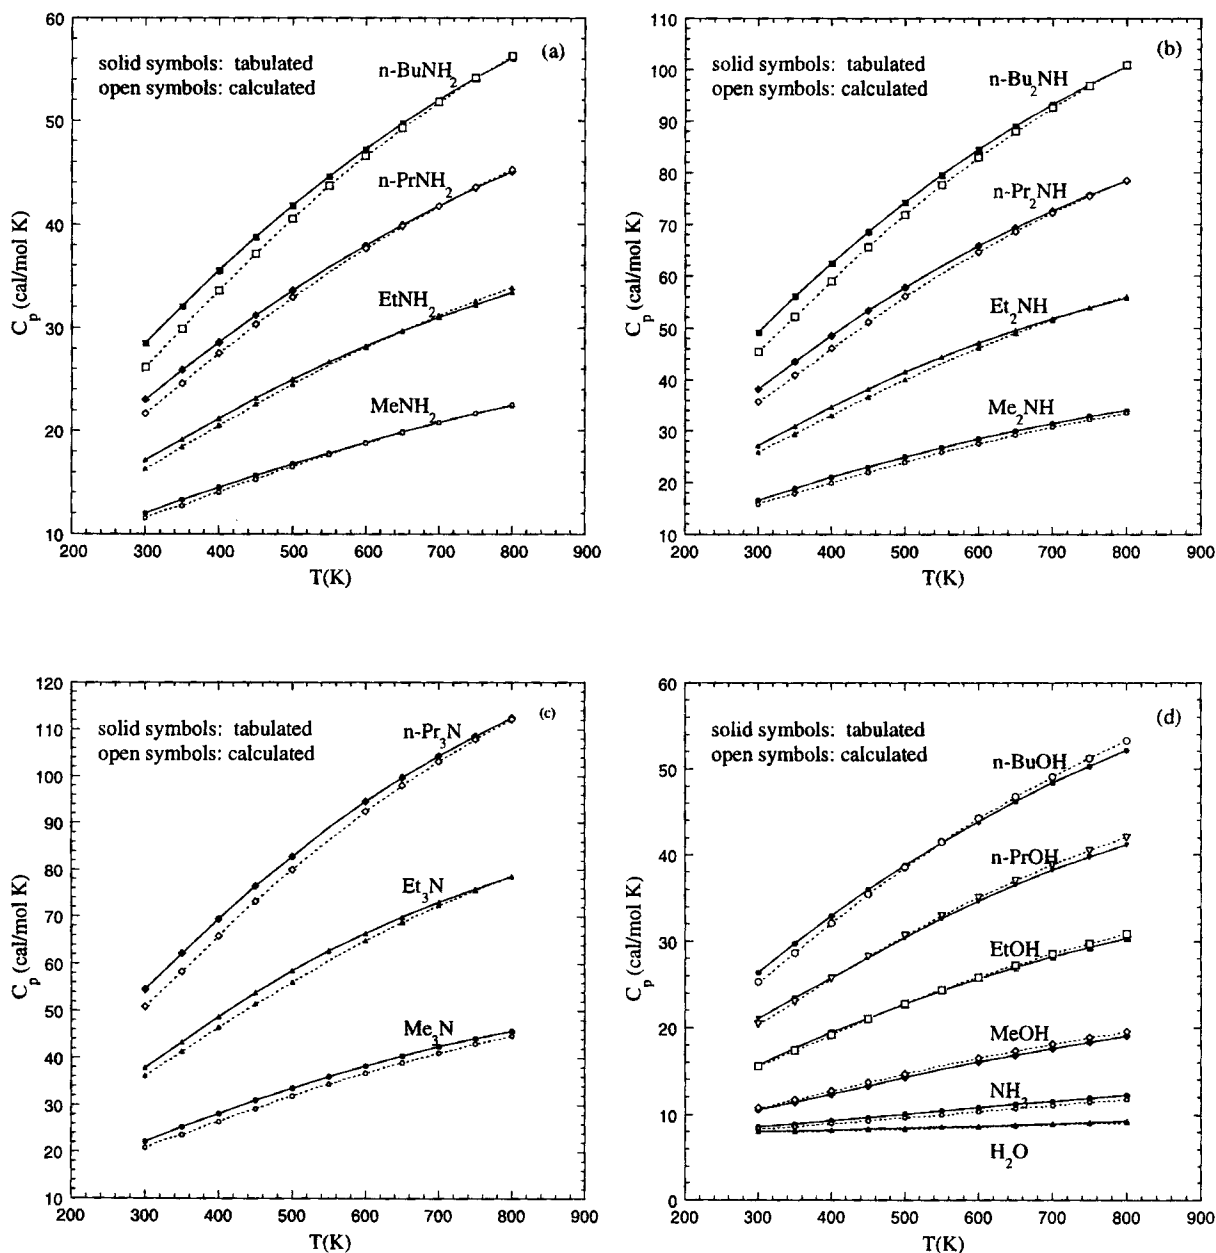 60
50
40
30
20
10
200 300 400 500 600 700 800 900
C_p (cal/mol K)
T(K)
(a)
solid symbols: tabulated
open symbols: calculated
n-BuNH2
n-PrNH2
EtNH2
MeNH2
110
100
90
80
70
60
50
40
30
20
10
200 300 400 500 600 700 800 900
C_p (cal/mol K)
T(K)
(b)
solid symbols: tabulated
open symbols: calculated
n-Bu2NH
n-Pr2NH
Et2NH
Me2NH
120
110
100
90
80
70
60
50
40
30
20
10
200 300 400 500 600 700 800 900
C_p (cal/mol K)
T(K)
(c)
solid symbols: tabulated
open symbols: calculated
n-Pr3N
Et3N
Me3N
60
50
40
30
20
10
0
200 300 400 500 600 700 800 900
C_p (cal/mol K)
T(K)
(d)
solid symbols: tabulated
open symbols: calculated
n-BuOH
n-PrOH
EtOH
MeOH
NH3
H2O